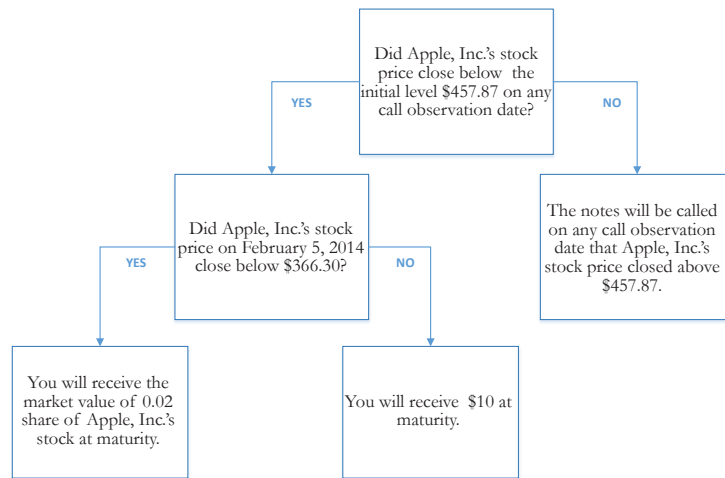 Did Apple, Inc.'s stock
price close below the
initial level $457.87 on any
call observation date?
YES
NO
Did Apple, Inc.'s stock
price on February 5, 2014
close below $366.30?
The notes will be called
on any call observation
date that Apple, Inc.'s
stock price closed above
$457.87.
YES
NO
You will receive the
market value of 0.02
share of Apple, Inc.'s
stock at maturity.
You will receive $10 at
maturity.